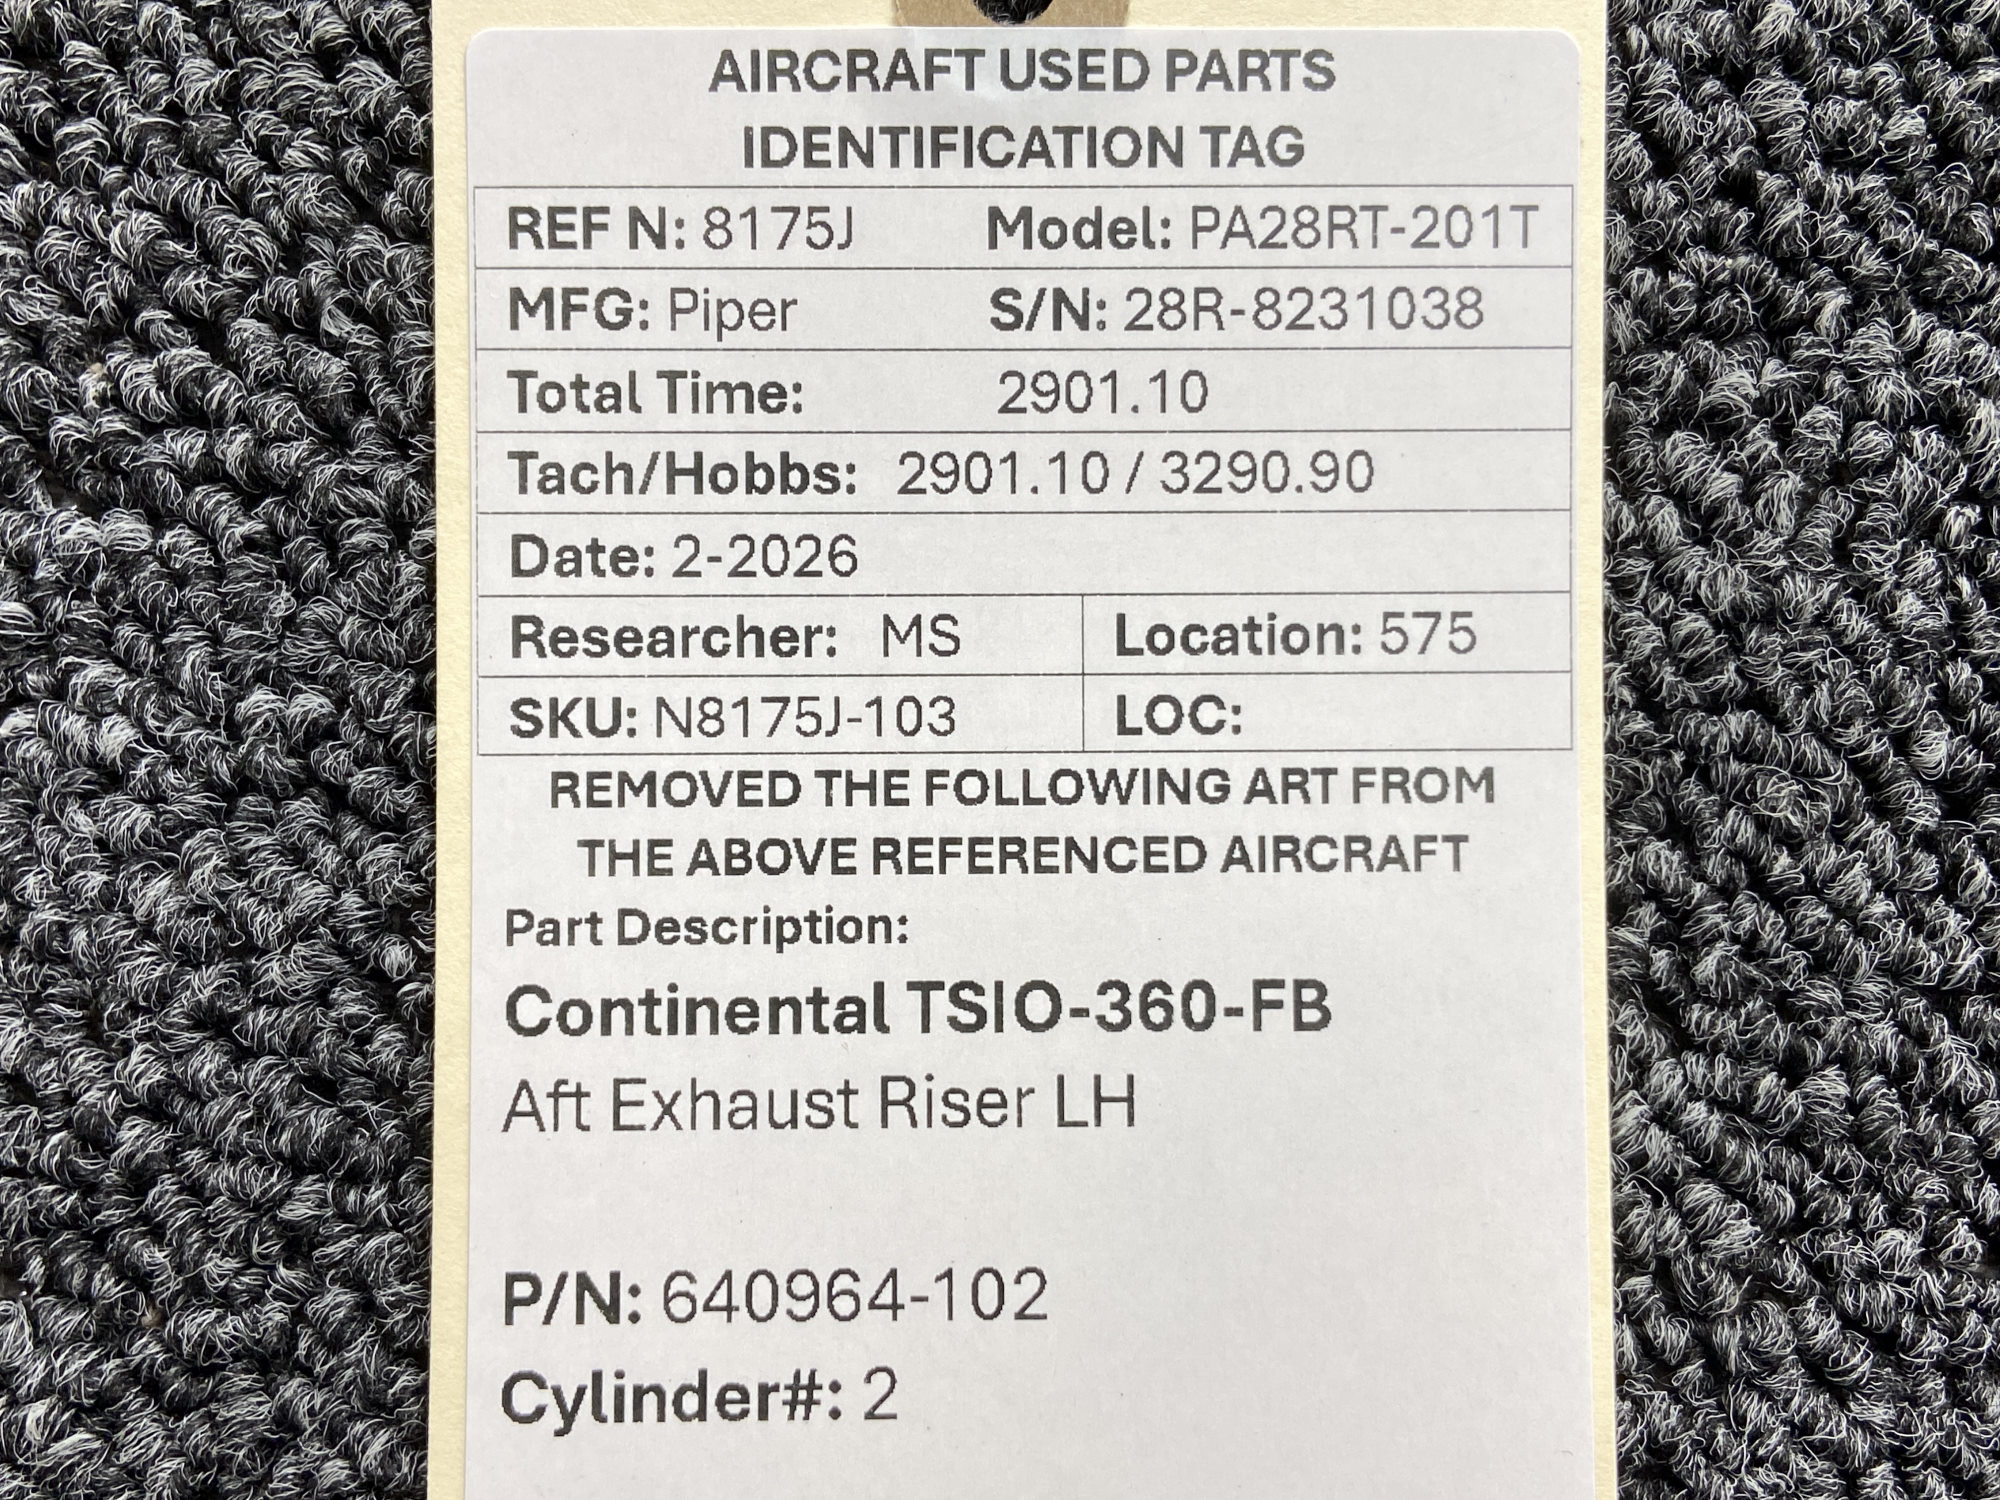 AIRCRAFT USED PARTS
IDENTIFICATION TAG
REF N: 8175J Model: PA28RT-201T
MFG: Piper S/N: 28R-8231038
Total Time: 2901.10
Tach/Hobbs: 2901.10 / 3290.90
Date: 2-2026
Researcher: MS Location: 575
SKU: N8175J-103 LOC:
REMOVED THE FOLLOWING ART FROM
THE ABOVE REFERENCED AIRCRAFT
Part Description:
Continental TSIO-360-FB
Aft Exhaust Riser LH
P/N: 640964-102
Cylinder#: 2